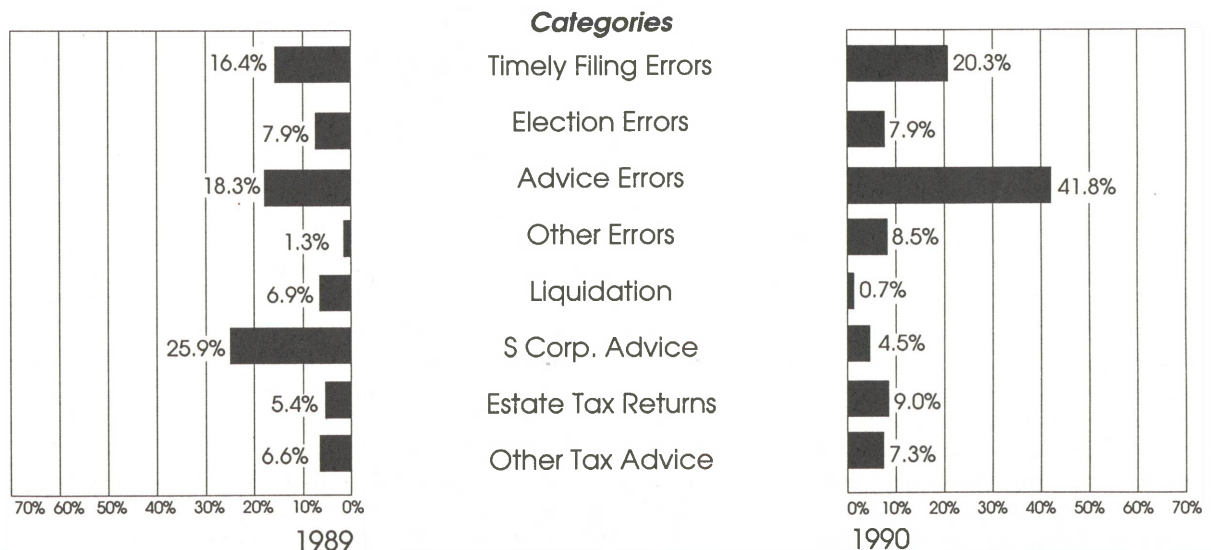 Categories
16.4% Timely Filing Errors 20.3%
7.9% Election Errors 7.9%
18.3% Advice Errors 41.8%
1.3% Other Errors 8.5%
6.9% Liquidation 0.7%
25.9% S Corp. Advice 4.5%
5.4% Estate Tax Returns 9.0%
6.6% Other Tax Advice 7.3%
70% 60% 50% 40% 30% 20% 10% 0% 0% 10% 20% 30% 40% 50% 60% 70%
1989 1990